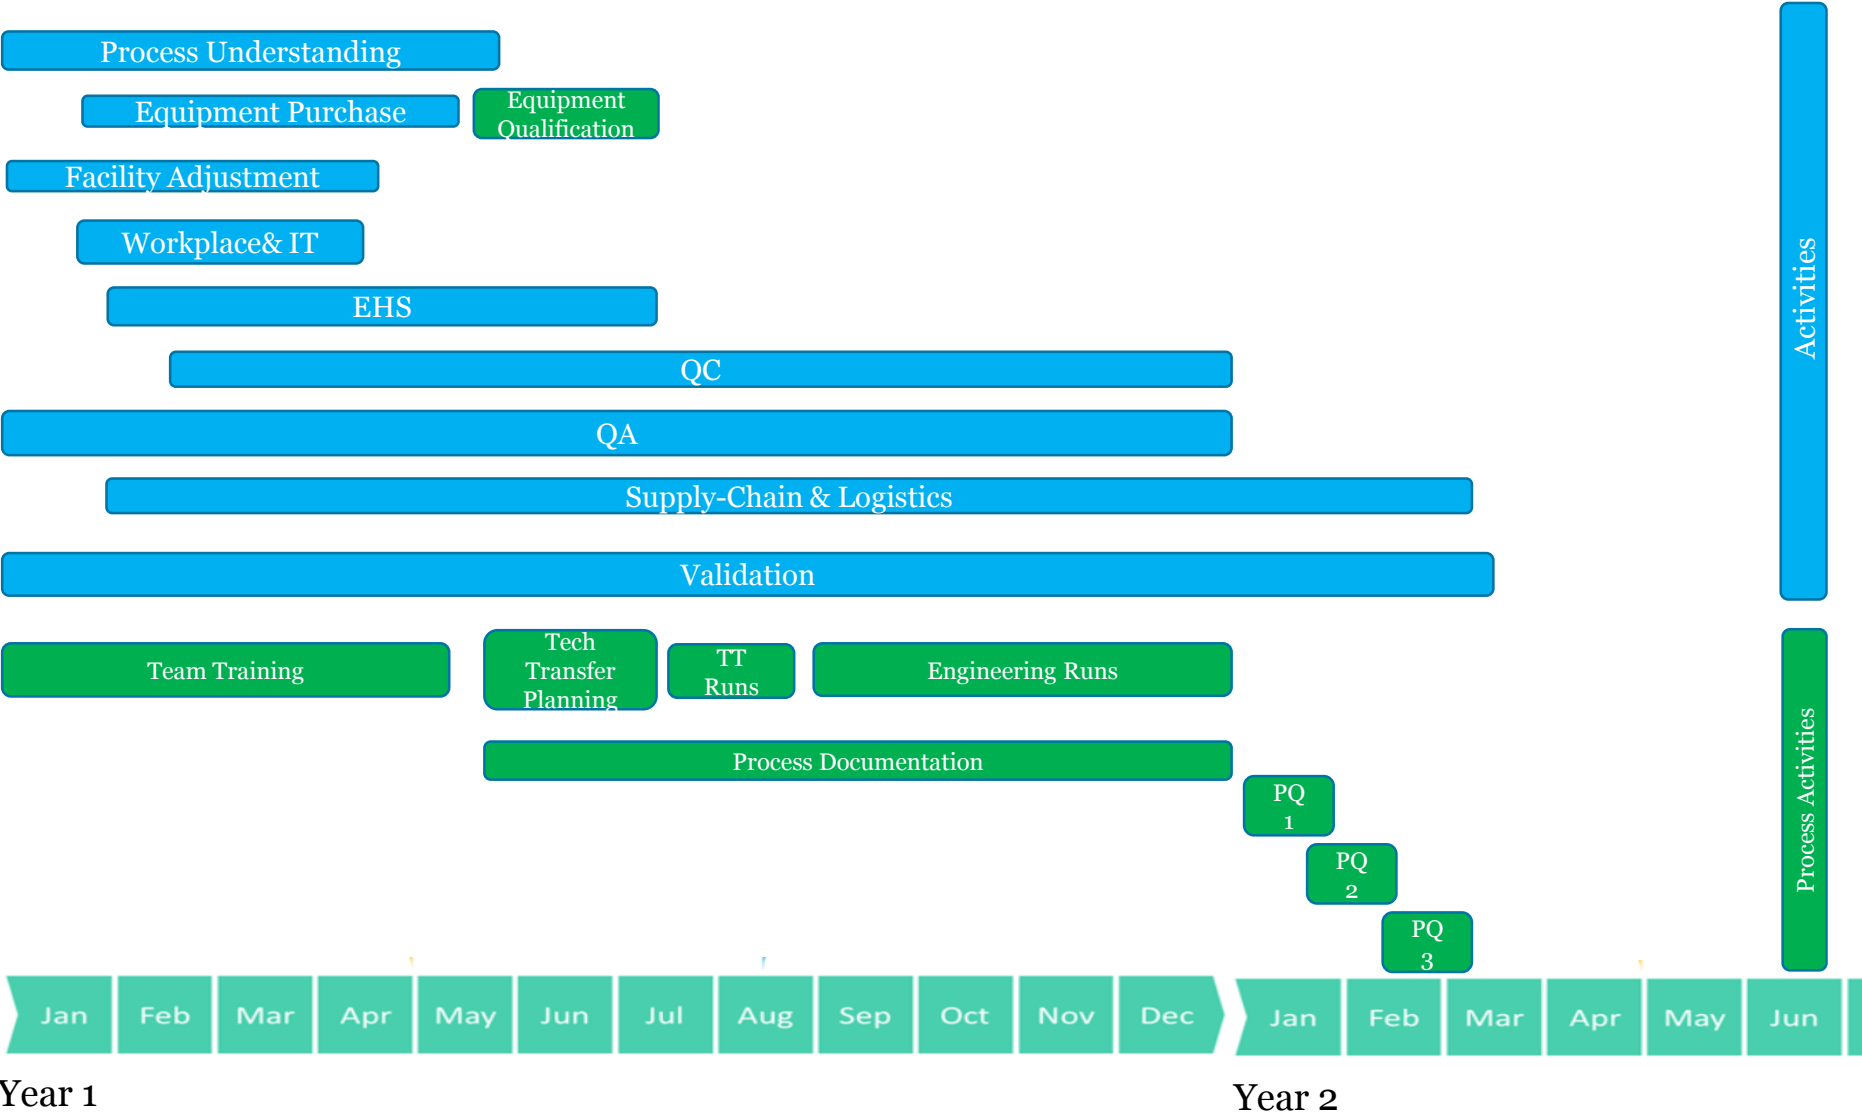 Process Understanding
Equipment Purchase
Equipment
Qualification
Facility Adjustment
Workplace& IT
EHS
QC
QA
Supply-Chain & Logistics
Validation
Activities
Team Training
Tech
Transfer
Planning
TT
Runs
Engineering Runs
Process Documentation
PQ
1
PQ
2
PQ
3
Process Activities
Jan Feb Mar Apr May Jun Jul Aug Sep Oct Nov Dec Jan Feb Mar Apr May Jun
Year 1
Year 2